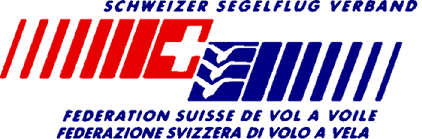 SCHWEIZER SEGELFLUG VERBAND
FEDERATION SUISSE DE VOL A VOILE
FEDERAZIONE SVIZZERA DI VOLO A VELA